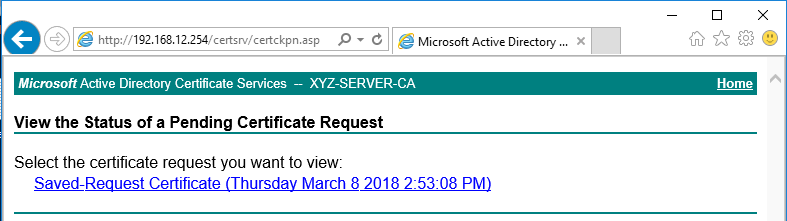 http://192.168.12.254/certsrv/certckpn.asp
Microsoft Active Directory ...
Microsoft Active Directory Certificate Services -- XYZ-SERVER-CA
Home
View the Status of a Pending Certificate Request
Select the certificate request you want to view:
Saved-Request Certificate (Thursday March 8 2018 2:53:08 PM)